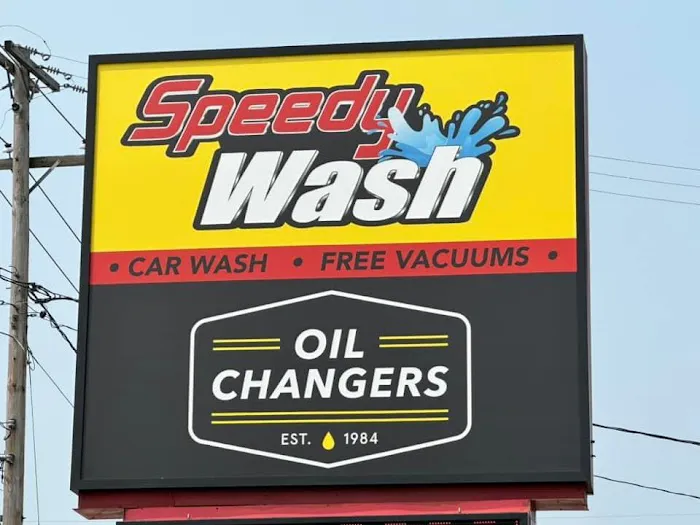 Speedy
Wash
• CAR WASH • FREE VACUUMS •
OIL
CHANGERS
EST. 1984